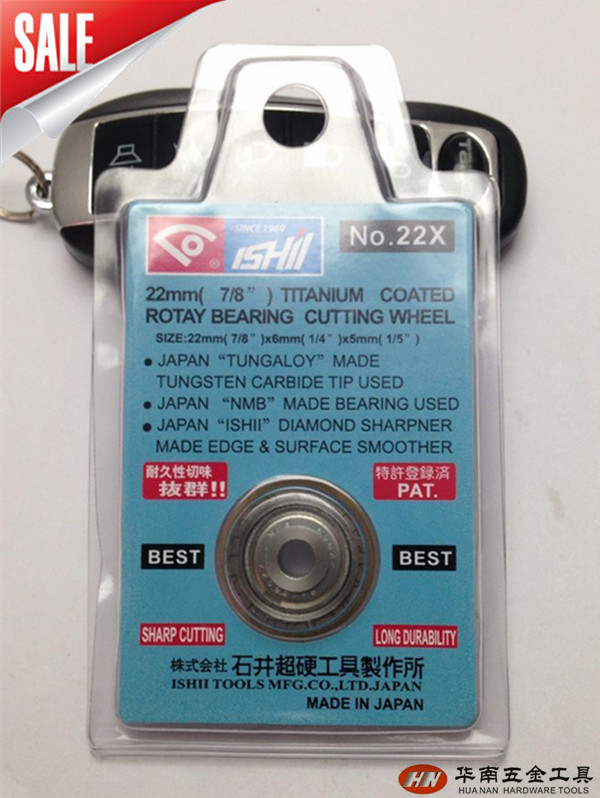 SALE
SINCE 1969
ISHII
No.22X
®
22mm( 7/8” ) TITANIUM COATED
ROTAY BEARING CUTTING WHEEL
SIZE:22mm( 7/8” )x6mm( 1/4” )x5mm( 1/5” )
● JAPAN “TUNGALOY” MADE
TUNGSTEN CARBIDE TIP USED
● JAPAN “NMB” MADE BEARING USED
● JAPAN “ISHII” DIAMOND SHARPNER
MADE EDGE & SURFACE SMOOTHER
耐久性切味
抜群!!
特許登録済
PAT.
BEST
BEST
SHARP CUTTING
LONG DURABILITY
株式会社 石井超硬工具製作所
ISHII TOOLS MFG.CO.,LTD.JAPAN
MADE IN JAPAN
HN 华南五金工具
HUANAN HARDWARE TOOLS